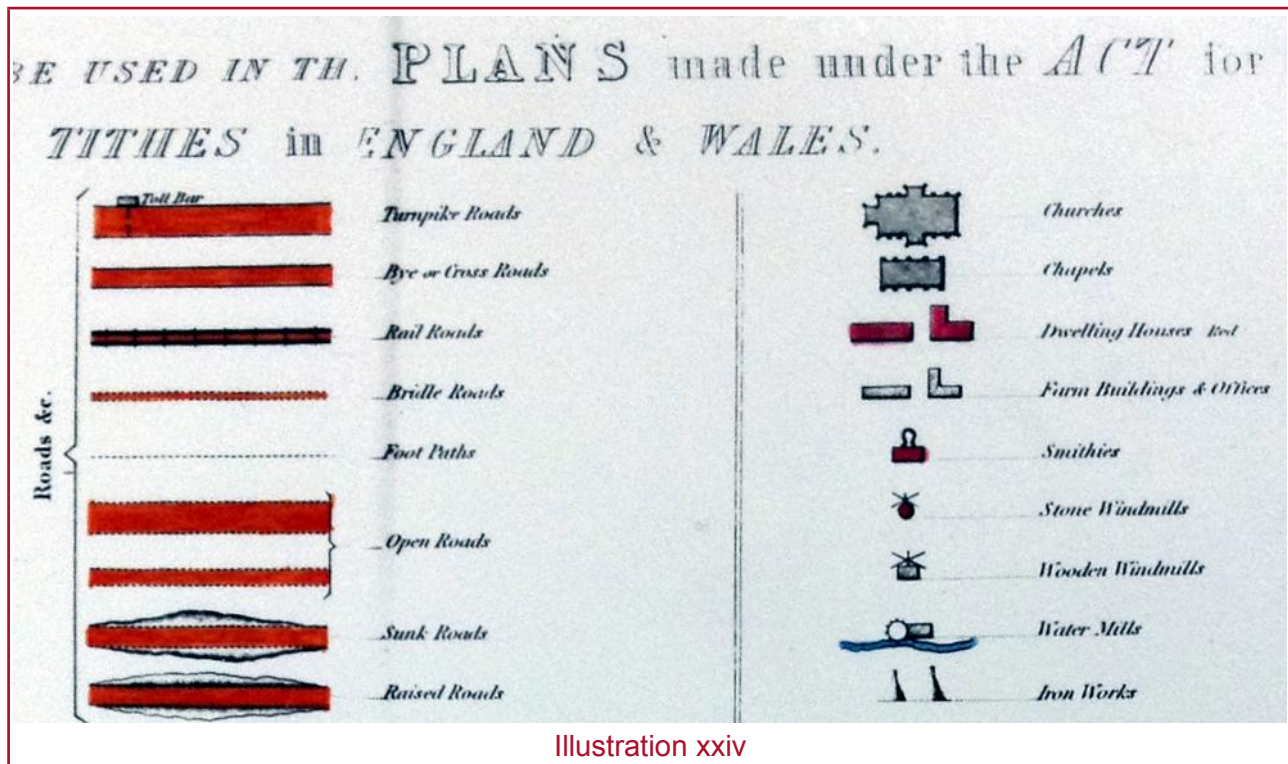 BE USED IN TH. PLANS made under the ACT for
TITHES in ENGLAND & WALES.
Roads &c.
Toll Bar
Turnpike Roads
Bye or Cross Roads
Rail Roads
Bridle Roads
Foot Paths
Open Roads
Sunk Roads
Raised Roads
Churches
Chapels
Dwelling Houses Red
Farm Buildings & Offices
Smithies
Stone Windmills
Wooden Windmills
Water Mills
Iron Works
Illustration xxiv